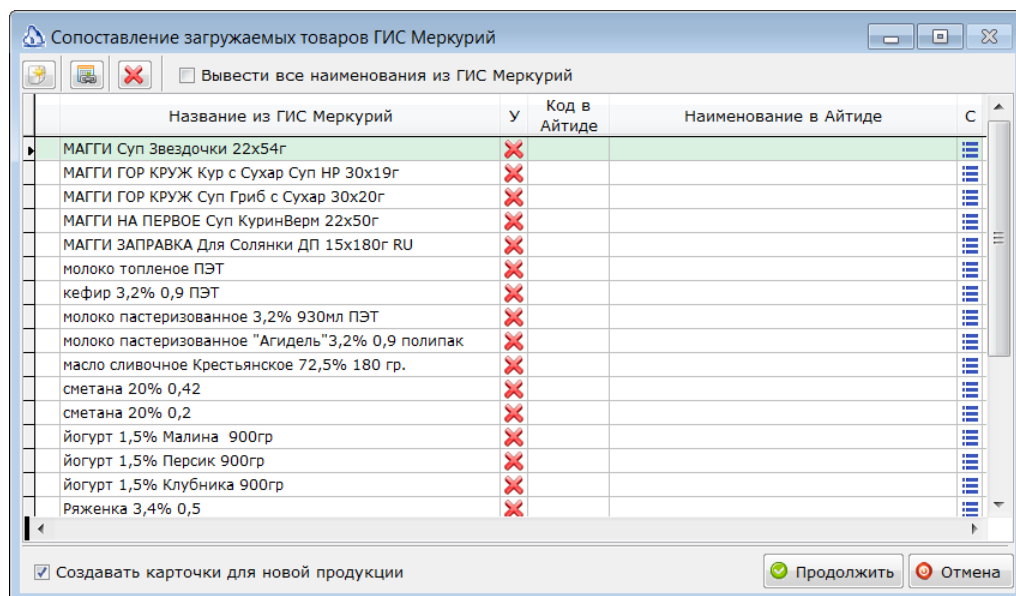 Сопоставление загружаемых товаров ГИС Меркурий
Вывести все наименования из ГИС Меркурий
Название из ГИС Меркурий У Код в Айтиде Наименование в Айтиде С
МАГГИ Суп Звездочки 22х54г
МАГГИ ГОР КРУЖ Кур с Сухар Суп НР 30х19г
МАГГИ ГОР КРУЖ Суп Гриб с Сухар 30х20г
МАГГИ НА ПЕРВОЕ Суп КуринВерм 22х50г
МАГГИ ЗАПРАВКА Для Солянки ДП 15х180г RU
молоко топленое ПЭТ
кефир 3,2% 0,9 ПЭТ
молоко пастеризованное 3,2% 930мл ПЭТ
молоко пастеризованное "Агидель"3,2% 0,9 полипак
масло сливочное Крестьянское 72,5% 180 гр.
сметана 20% 0,42
сметана 20% 0,2
йогурт 1,5% Малина  900гр
йогурт 1,5% Персик 900гр
йогурт 1,5% Клубника 900гр
Ряженка 3,4% 0,5
Создавать карточки для новой продукции Продолжить Отмена